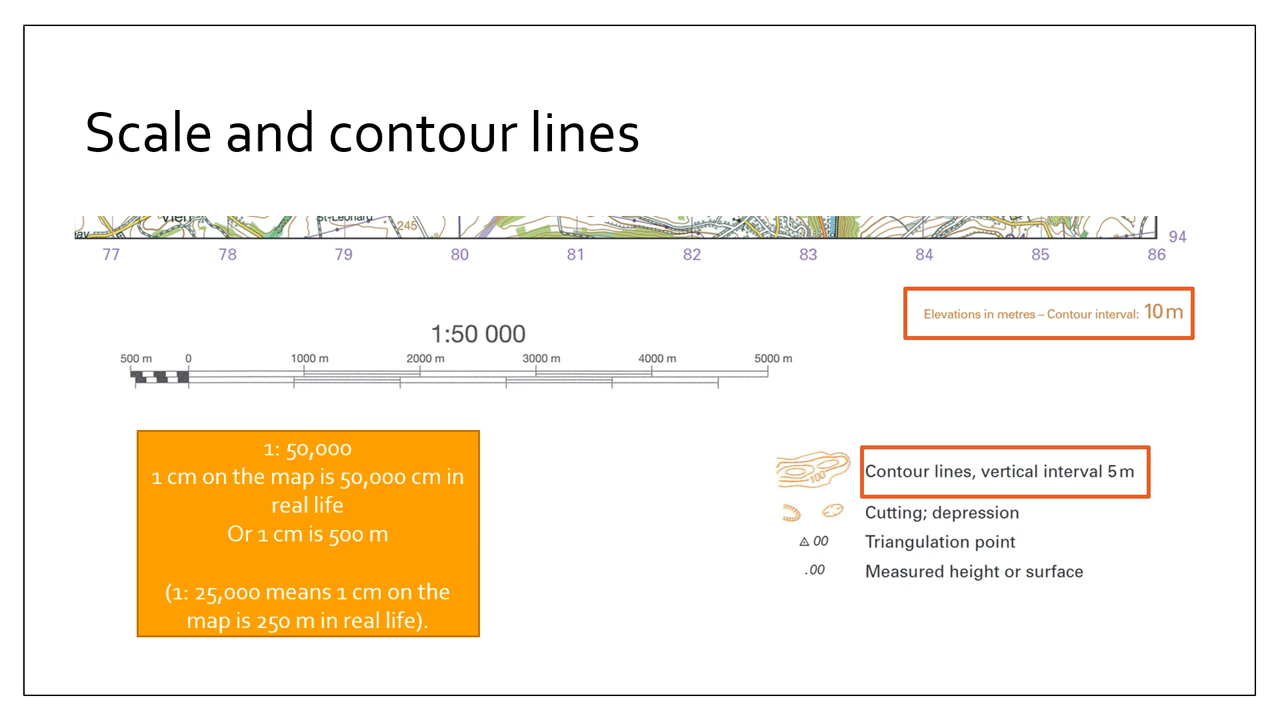 Scale and contour lines
Vien
St-Leonard
245
77 78 79 80 81 82 83 84 85 86
94
Elevations in metres – Contour interval: 10 m
1:50 000
500 m 0 1000 m 2000 m 3000 m 4000 m 5000 m
1: 50,000
1 cm on the map is 50,000 cm in
real life
Or 1 cm is 500 m
(1: 25,000 means 1 cm on the
map is 250 m in real life).
100
Contour lines, vertical interval 5 m
Cutting; depression
00 Triangulation point
.00 Measured height or surface